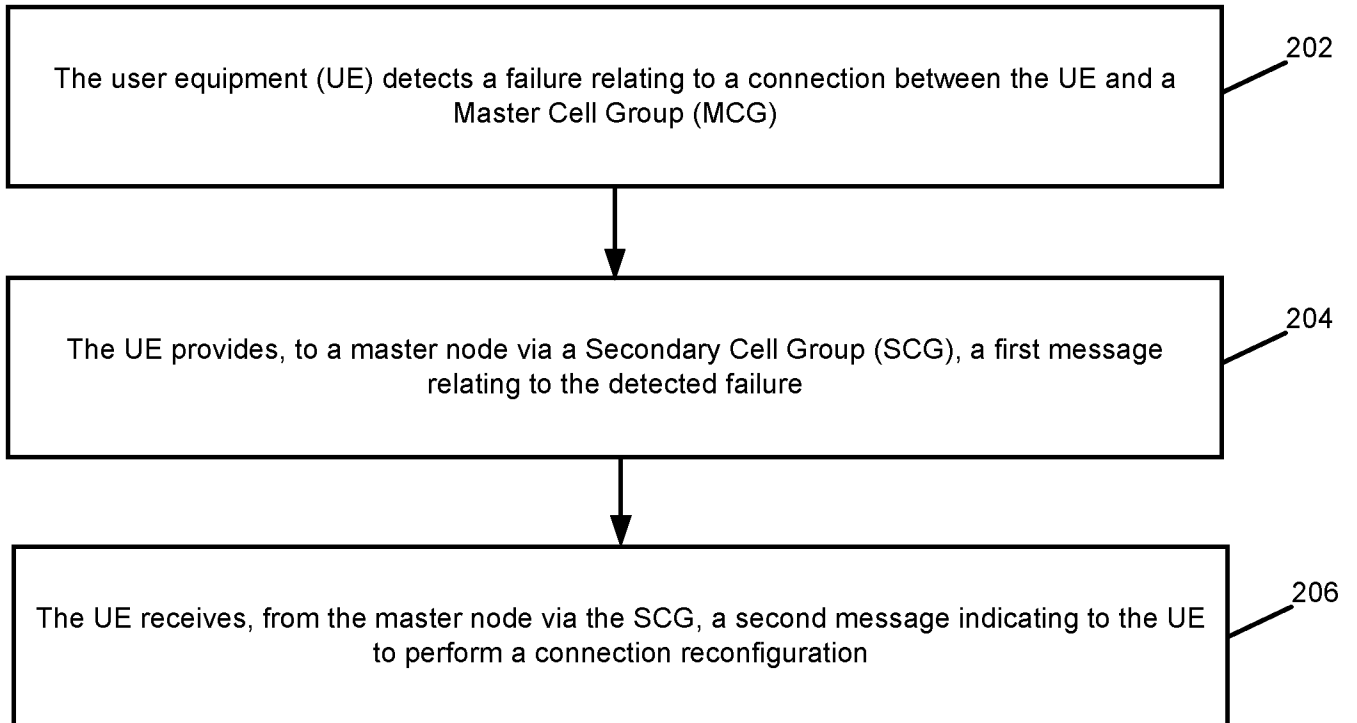 The user equipment (UE) detects a failure relating to a connection between the UE and a
Master Cell Group (MCG)
202
The UE provides, to a master node via a Secondary Cell Group (SCG), a first message
relating to the detected failure
204
The UE receives, from the master node via the SCG, a second message indicating to the UE
to perform a connection reconfiguration
206